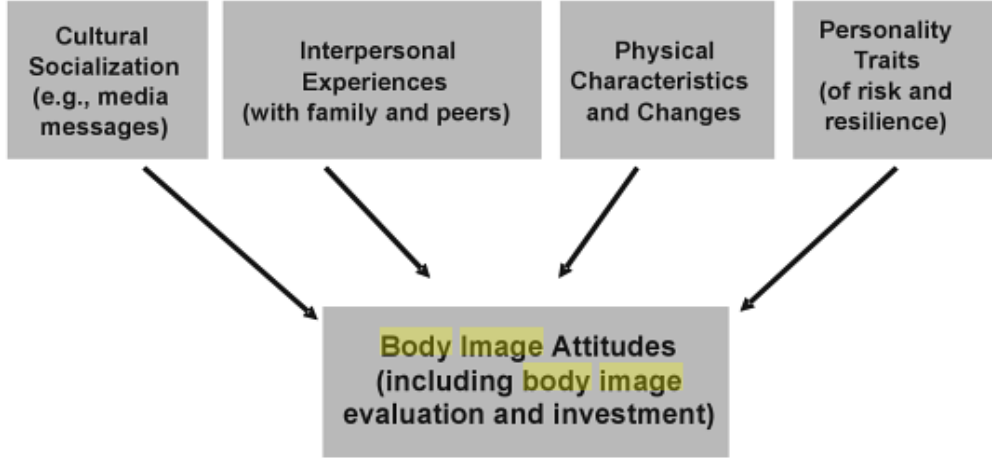 Cultural
Socialization
(e.g., media
messages)
Interpersonal
Experiences
(with family and peers)
Physical
Characteristics
and Changes
Personality
Traits
(of risk and
resilience)
Body Image Attitudes
(including body image
evaluation and investment)